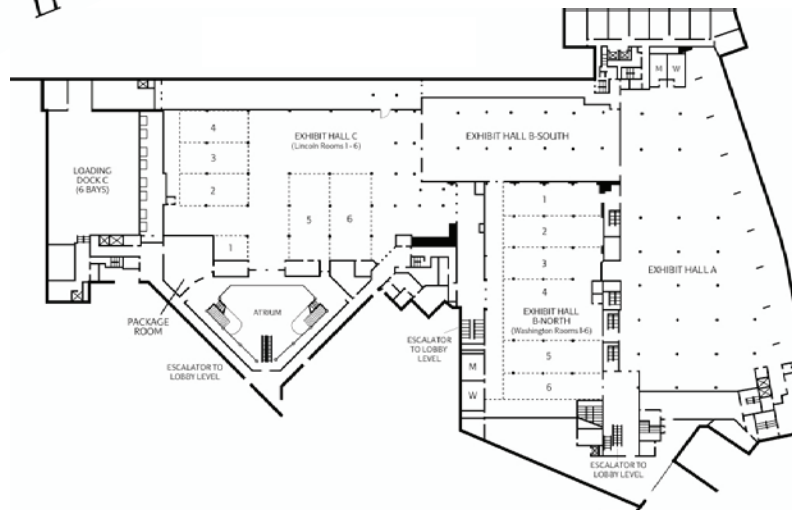 M W
4
EXHIBIT HALL C
(Lincoln Rooms 1 - 6)
EXHIBIT HALL B-SOUTH
3
LOADING
DOCK C
(6 BAYS)
2
1
5
6
2
1
3
EXHIBIT HALL A
4
ATRIUM
EXHIBIT HALL
B-NORTH
(Washington Rooms I-6)
PACKAGE
ROOM
ESCALATOR
TO LOBBY
LEVEL
5
ESCALATOR TO
LOBBY LEVEL
M
6
W
ESCALATOR TO
LOBBY LEVEL